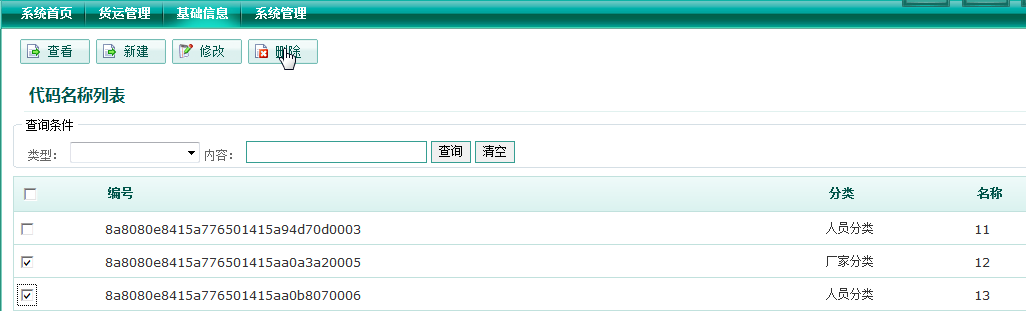 系统首页 货运管理 基础信息 系统管理
查看 新建 修改 删除
代码名称列表
查询条件
类型： 内容： 查询 清空
编号 分类 名称
8a8080e8415a776501415a94d70d0003 人员分类 11
8a8080e8415a776501415aa0a3a20005 厂家分类 12
8a8080e8415a776501415aa0b8070006 人员分类 13